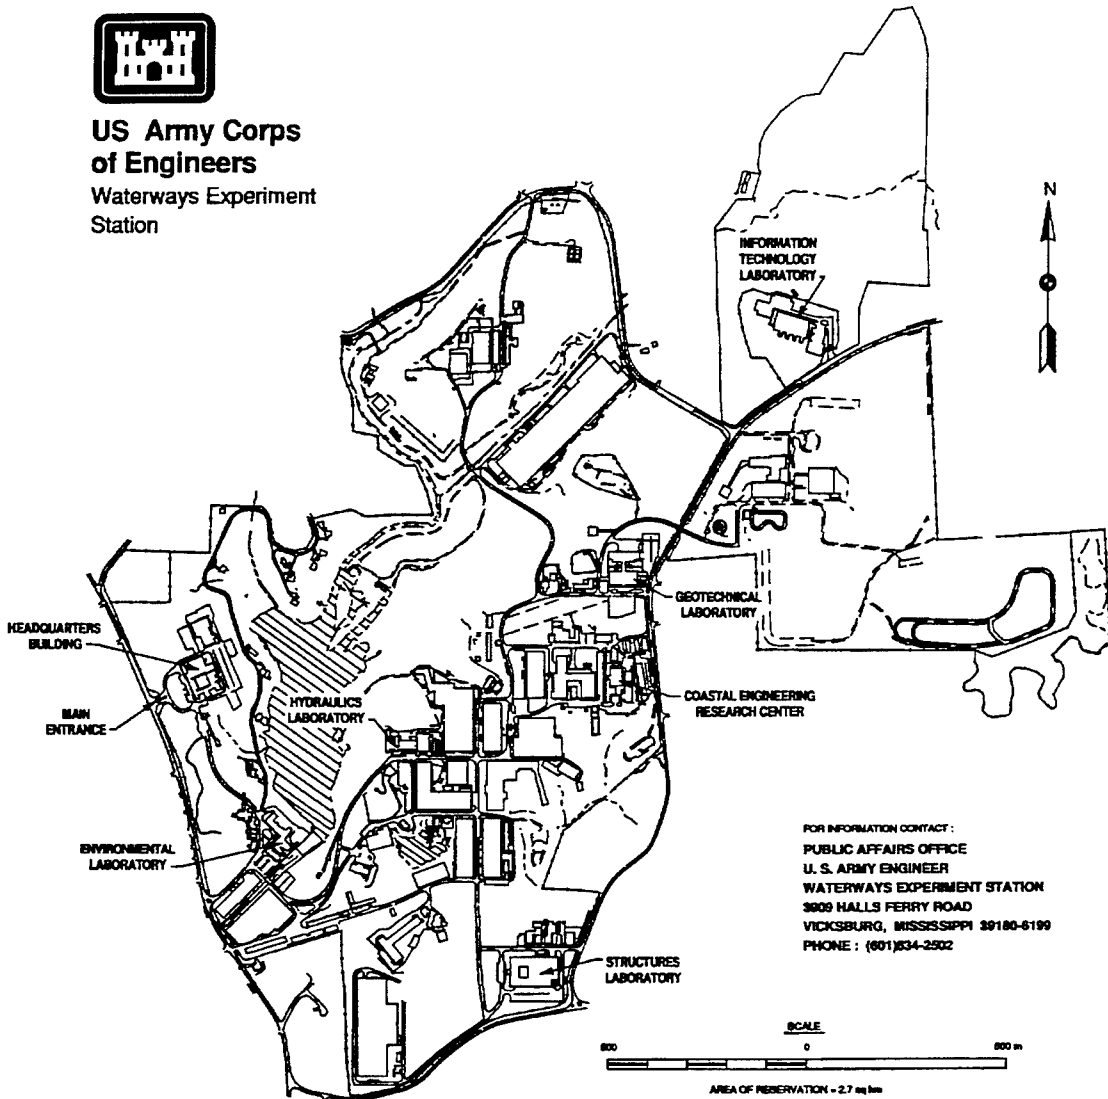 US Army Corps
of Engineers
Waterways Experiment
Station
N
INFORMATION
TECHNOLOGY
LABORATORY
GEOTECHNICAL
LABORATORY
HEADQUARTERS
BUILDING
MAIN
ENTRANCE
HYDRAULICS
LABORATORY
COASTAL ENGINEERING
RESEARCH CENTER
ENVIRONMENTAL
LABORATORY
STRUCTURES
LABORATORY
FOR INFORMATION CONTACT :
PUBLIC AFFAIRS OFFICE
U. S. ARMY ENGINEER
WATERWAYS EXPERIMENT STATION
3909 HALLS FERRY ROAD
VICKSBURG, MISSISSIPPI 39180-6199
PHONE : (601)634-2502
SCALE
0
m
AREA OF RESERVATION = 2.7 sq km